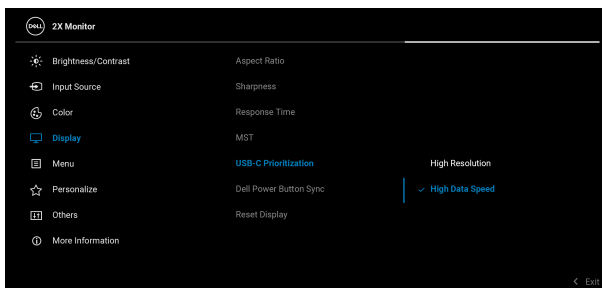 DELL 2X Monitor
Brightness/Contrast
Input Source
Color
Display
Menu
Personalize
Others
More Information
Aspect Ratio
Sharpness
Response Time
MST
USB-C Prioritization
Dell Power Button Sync
Reset Display
High Resolution
High Data Speed
Exit